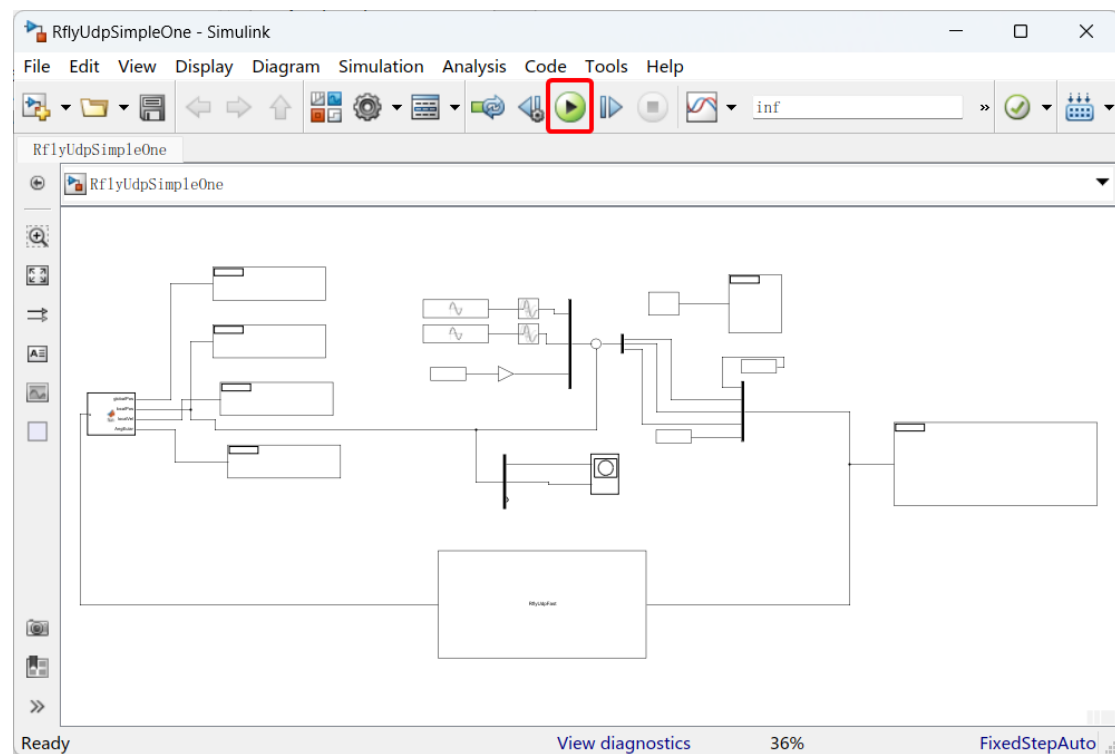 RflyUdpSimpleOne - Simulink
File Edit View Display Diagram Simulation Analysis Code Tools Help
inf
»
RflyUdpSimpleOne
RflyUdpSimpleOne
globalPos
localPos
localVel
AngEular
RflyUdpFast
Ready View diagnostics 36% FixedStepAuto